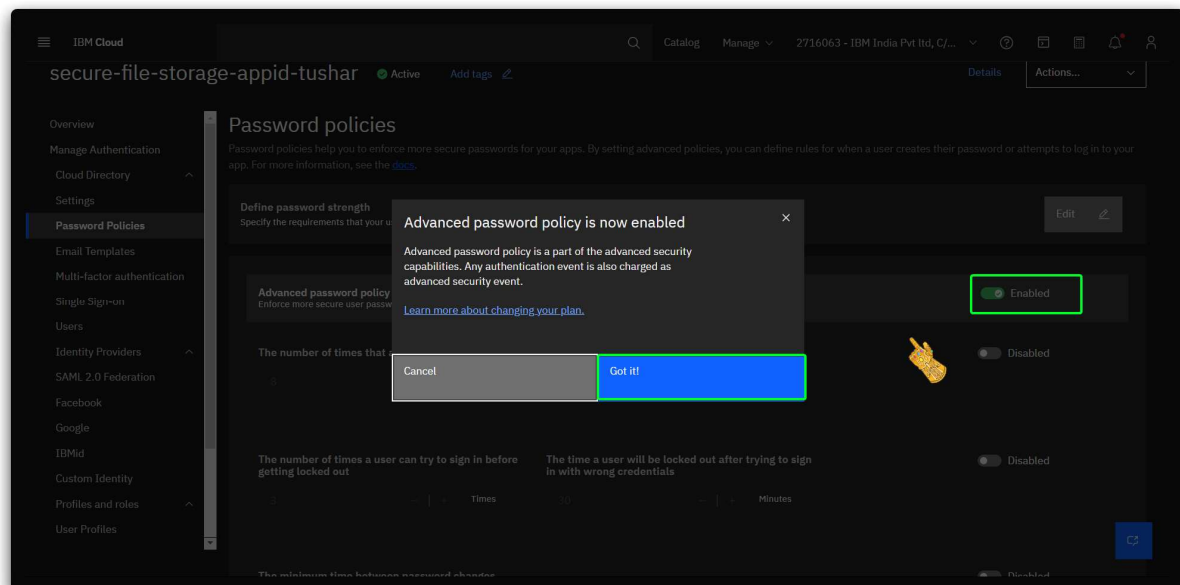 IBM Cloud
Catalog
Manage
2716063 - IBM India Pvt ltd, C/...
secure-file-storage-appid-tushar
Active
Add tags
Details
Actions...
Overview
Manage Authentication
Cloud Directory
Settings
Password Policies
Email Templates
Multi-factor authentication
Single Sign-on
Users
Identity Providers
SAML 2.0 Federation
Facebook
Google
IBMid
Custom Identity
Profiles and roles
User Profiles
Password policies
Password policies help you to enforce more secure passwords for your apps. By setting advanced policies, you can define rules for when a user creates their password or attempts to log in to your
app. For more information, see the docs.
Define password strength
Specify the requirements that your u
Edit
Advanced password policy
Enforce more secure user passw
Enabled
Advanced password policy is now enabled
Advanced password policy is a part of the advanced security
capabilities. Any authentication event is also charged as
advanced security event.
Learn more about changing your plan.
Cancel
Got it!
The number of times that
Disabled
The number of times a user can try to sign in before
getting locked out
Times
The time a user will be locked out after trying to sign
in with wrong credentials
Minutes
Disabled
The minimum time between password changes
Disabled